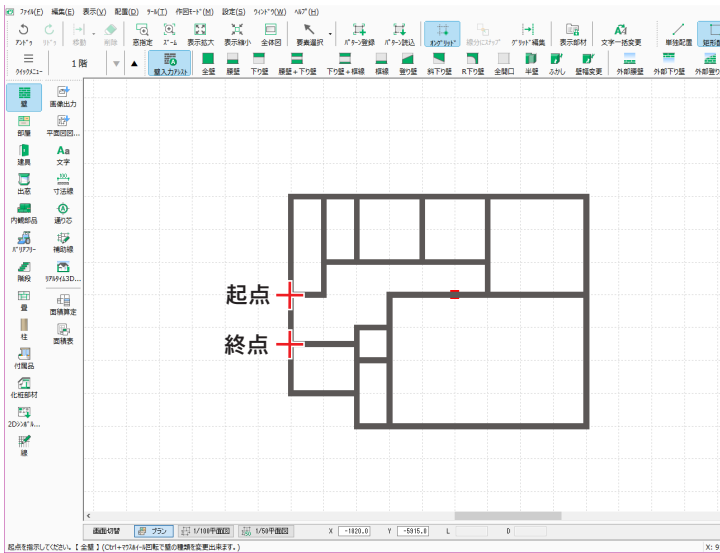 ファイル(F) 編集(E) 表示(V) 配置(D) ツール(T) 作図モード(M) 設定(S) ウィンドウ(W) ヘルプ(H)
アンドゥ リドゥ 移動 削除 窓指定 ズーム 表示拡大 表示縮小 全体図 要素選択 パターン登録 パターン読込 オングリッド 線分にスナップ グリッド編集 表示部材 文字一括変更 単独配置
クイックメニュー 1 階 壁入力アシスト 全壁 腰壁 下り壁 腰壁+下り壁 下り壁+框線 框線 登り壁 斜下り壁 R下り壁 全開口 半壁 ふかし 壁幅変更 外部腰壁 外部下り壁
壁 画像出力
部屋 平面図図...
建具 文字
出窓 寸法線
内観部品 通り芯
バリアフリー 補助線
階段 リアルタイム3D...
畳 面積算定
柱 面積表
付属品
化粧部材
2Dシンボル...
線
起点
終点
画面切替 プラン 1/100平面図 1/50平面図 X -1820.0 Y -5915.0 L D
起点を指示してください。【 全壁 】(Ctrl+マウスホイール回転で壁の種類を変更出来ます。) X: 9